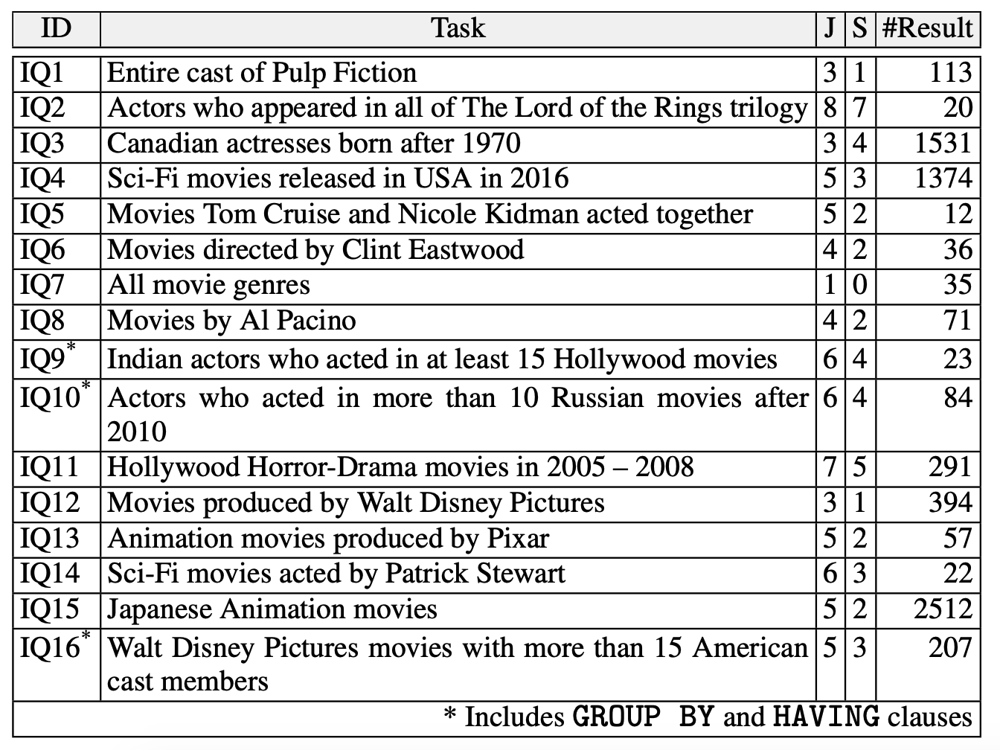 ID Task J S #Result
IQ1 Entire cast of Pulp Fiction 3 1 113
IQ2 Actors who appeared in all of The Lord of the Rings trilogy 8 7 20
IQ3 Canadian actresses born after 1970 3 4 1531
IQ4 Sci-Fi movies released in USA in 2016 5 3 1374
IQ5 Movies Tom Cruise and Nicole Kidman acted together 5 2 12
IQ6 Movies directed by Clint Eastwood 4 2 36
IQ7 All movie genres 1 0 35
IQ8 Movies by Al Pacino 4 2 71
IQ9* Indian actors who acted in at least 15 Hollywood movies 6 4 23
IQ10* Actors who acted in more than 10 Russian movies after 6 4 84
2010
IQ11 Hollywood Horror-Drama movies in 2005 – 2008 7 5 291
IQ12 Movies produced by Walt Disney Pictures 3 1 394
IQ13 Animation movies produced by Pixar 5 2 57
IQ14 Sci-Fi movies acted by Patrick Stewart 6 3 22
IQ15 Japanese Animation movies 5 2 2512
IQ16* Walt Disney Pictures movies with more than 15 American 5 3 207
cast members
* Includes GROUP BY and HAVING clauses